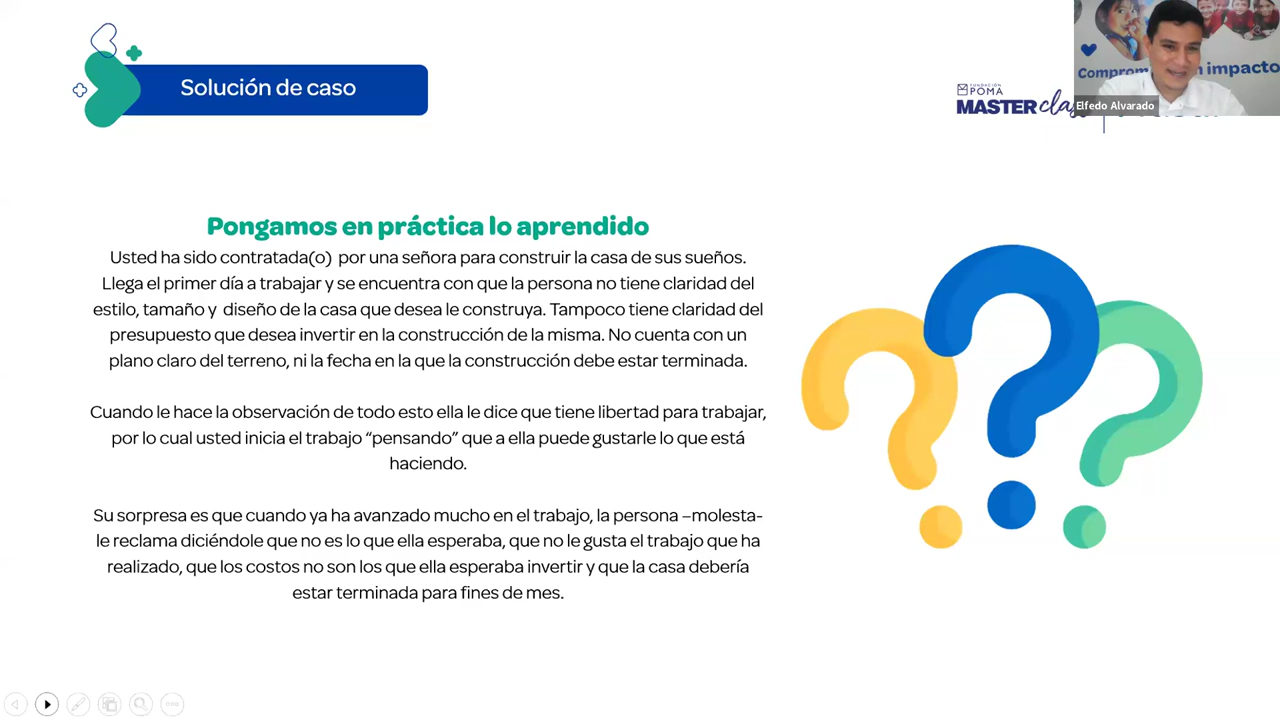 Solución de caso
FUNDACIÓN
POMA
MASTER
Comprom n impacto
Elfedo Alvarado
Pongamos en práctica lo aprendido
Usted ha sido contratada(o) por una señora para construir la casa de sus sueños.
Llega el primer día a trabajar y se encuentra con que la persona no tiene claridad del
estilo, tamaño y diseño de la casa que desea le construya. Tampoco tiene claridad del
presupuesto que desea invertir en la construcción de la misma. No cuenta con un
plano claro del terreno, ni la fecha en la que la construcción debe estar terminada.
Cuando le hace la observación de todo esto ella le dice que tiene libertad para trabajar,
por lo cual usted inicia el trabajo “pensando” que a ella puede gustarle lo que está
haciendo.
Su sorpresa es que cuando ya ha avanzado mucho en el trabajo, la persona –molesta-
le reclama diciéndole que no es lo que ella esperaba, que no le gusta el trabajo que ha
realizado, que los costos no son los que ella esperaba invertir y que la casa debería
estar terminada para fines de mes.